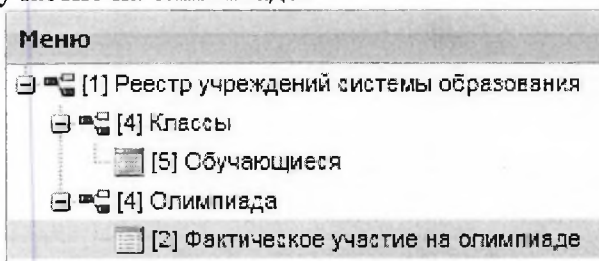 Меню
[1] Реестр учреждений системы образования
[4] Классы
[5] Обучающиеся
[4] Олимпиада
[2] Фактическое участие на олимпиаде